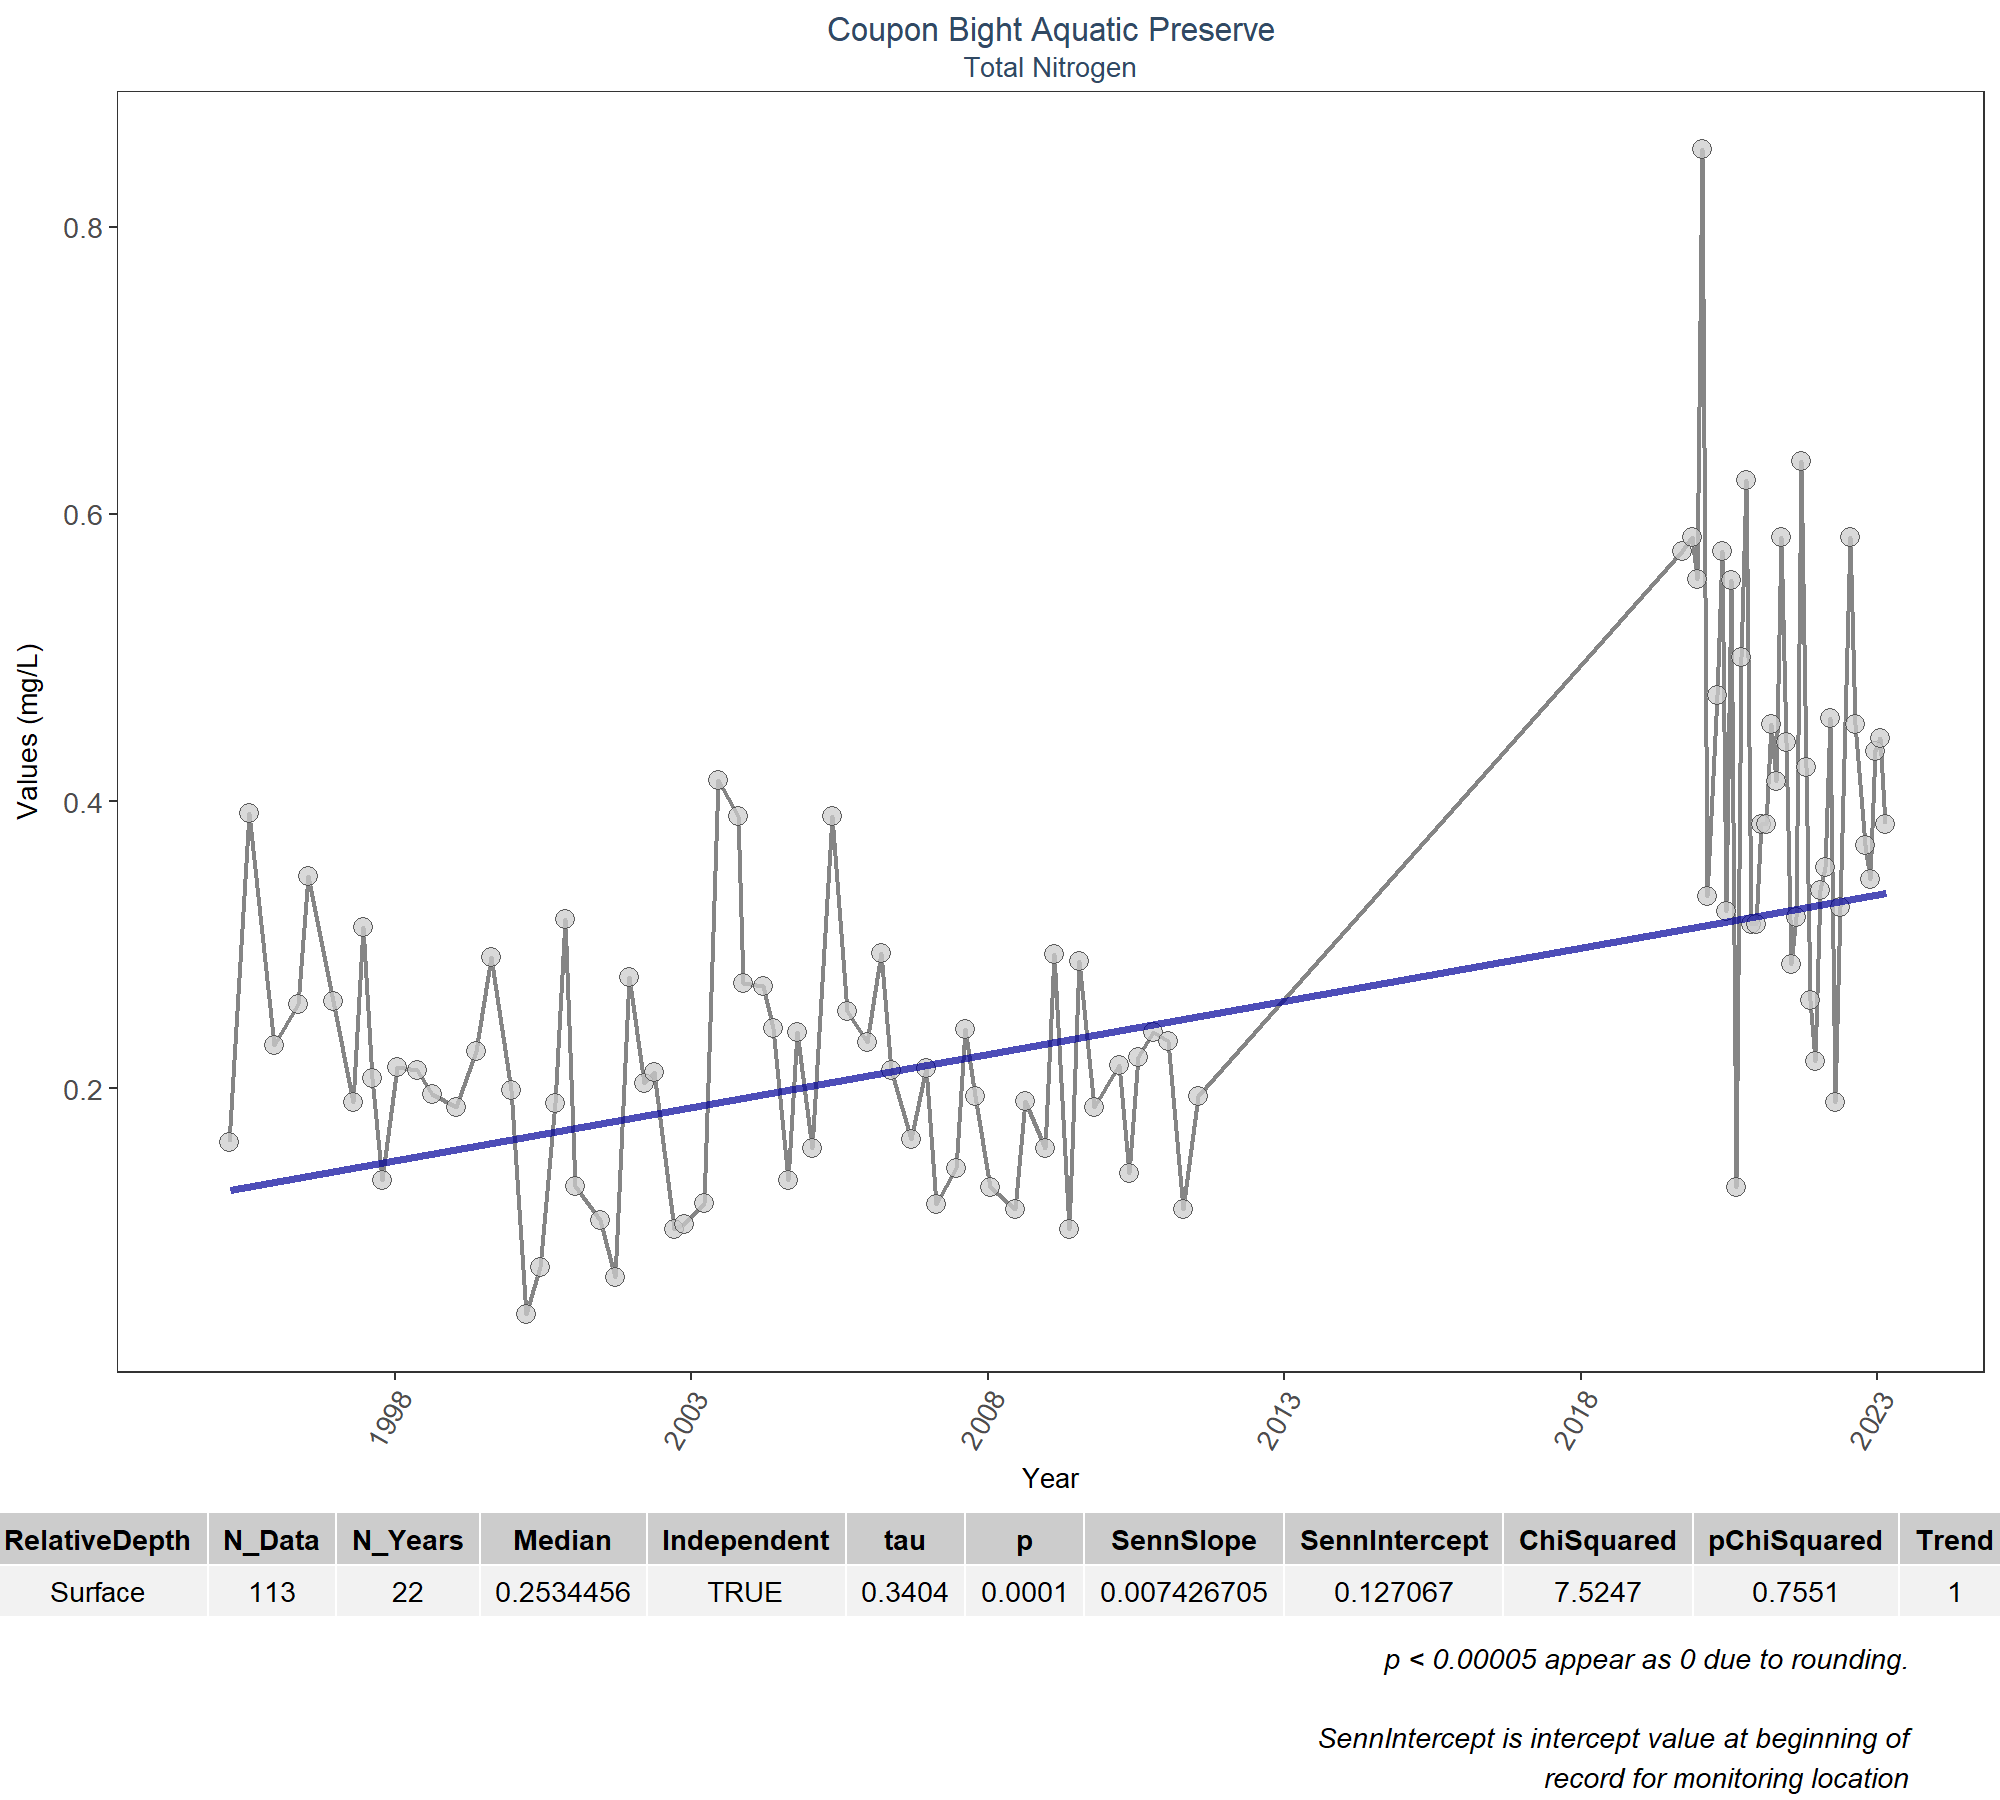 Coupon Bight Aquatic Preserve
Total Nitrogen
Values (mg/L)
0.8
0.6
0.4
0.2
1998 2003 2008 2013 2018 2023
Year
RelativeDepth N_Data N_Years Median Independent tau p SennSlope SennIntercept ChiSquared pChiSquared Trend
Surface 113 22 0.2534456 TRUE 0.3404 0.0001 0.007426705 0.127067 7.5247 0.7551 1
p < 0.00005 appear as 0 due to rounding.
SennIntercept is intercept value at beginning of
record for monitoring location